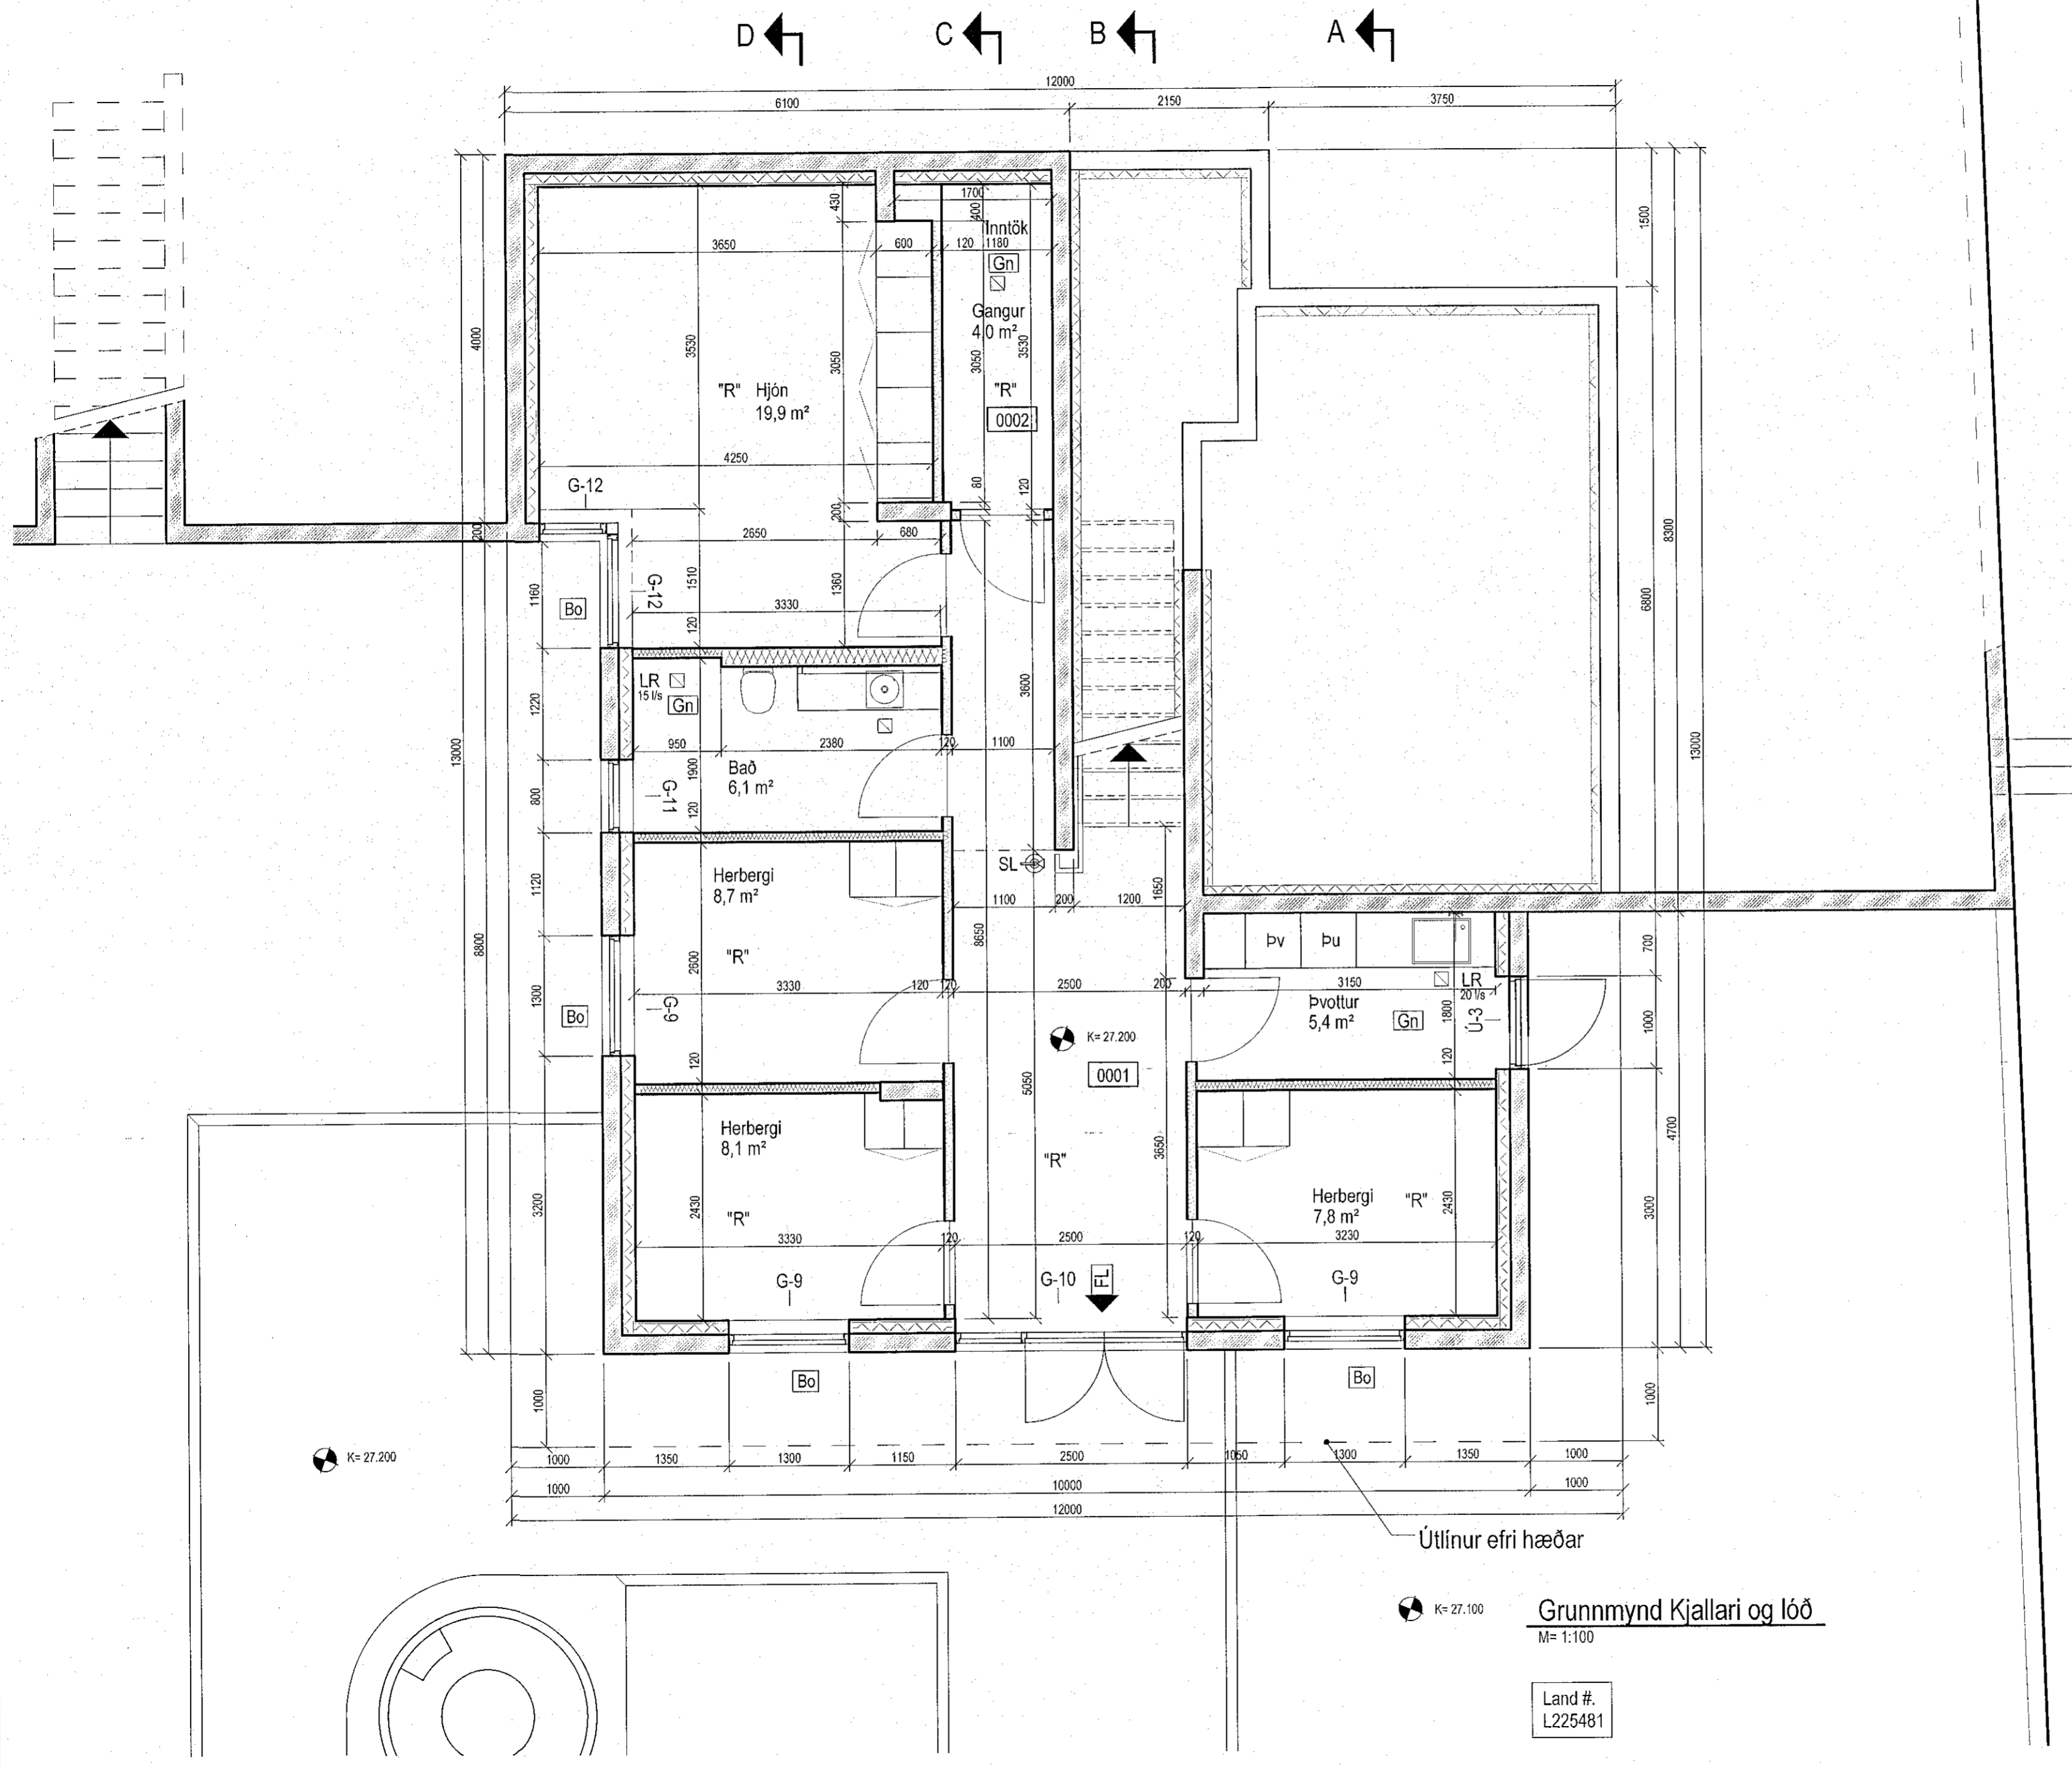 D
C
B
A
12000
6100
2150
3750
1700
430
400
Inntök
3650
600
120
1180
Gn
1500
Gangur
4,0 m²
4000
3530
3050
3050
3530
"R"
Hjón
19,9 m²
"R"
0002
8300
4250
G-12
80
120
200
200
2650
680
G-12
1160
Bo
1510
1360
3330
120
6800
LR
15 l/s
Gn
1220
3600
13000
950
2380
120
1100
13000
Bað
6,1 m²
1900
G-11
800
120
SL
Herbergi
8,7 m²
1120
1100
200
1200
1650
8800
8650
"R"
2600
Þv
Þu
700
3330
120
120
2500
200
3150
LR
20 l/s
Bo
1300
G-9
Þvottur
5,4 m²
Gn
1800
Ú-3
1000
K= 27.200
0001
120
120
5050
Herbergi
8,1 m²
4700
3650
"R"
3200
2430
"R"
Herbergi
7,8 m²
"R"
2430
3000
3330
120
2500
120
3230
G-9
G-10
FL
G-9
Bo
Bo
1000
1000
K= 27.200
1000
1350
1300
1150
2500
1050
1300
1350
1000
1000
10000
1000
12000
Útlínur efri hæðar
K= 27.100
Grunnmynd Kjallari og lóð
M= 1:100
Land #.
L225481